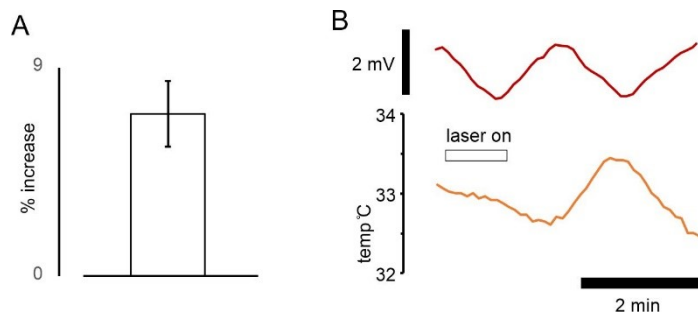 A
9
% increase
0
B
2 mV
34
laser on
33
temp°C
32
2 min